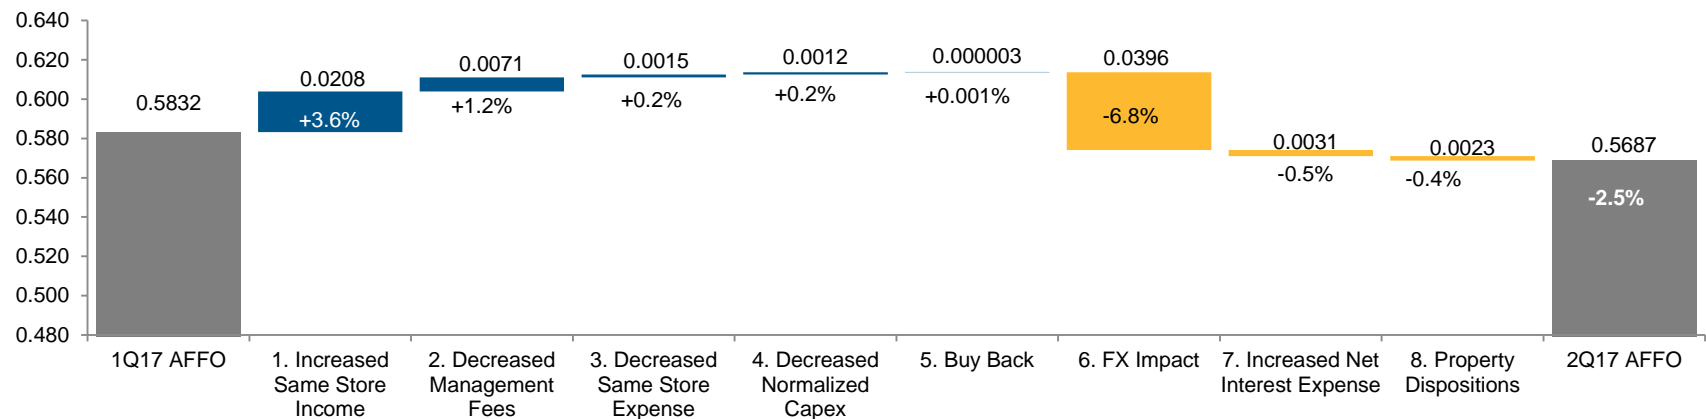 0.640
0.620
0.600
0.580
0.560
0.540
0.520
0.500
0.480
0.5832
0.0208
+3.6%
0.0071
+1.2%
0.0015
+0.2%
0.0012
+0.2%
0.000003
+0.001%
0.0396
-6.8%
0.0031
-0.5%
0.0023
-0.4%
0.5687
-2.5%
1Q17 AFFO
1. Increased
Same Store
Income
2. Decreased
Management
Fees
3. Decreased
Same Store
Expense
4. Decreased
Normalized
Capex
5. Buy Back
6. FX Impact
7. Increased Net
Interest Expense
8. Property
Dispositions
2Q17 AFFO